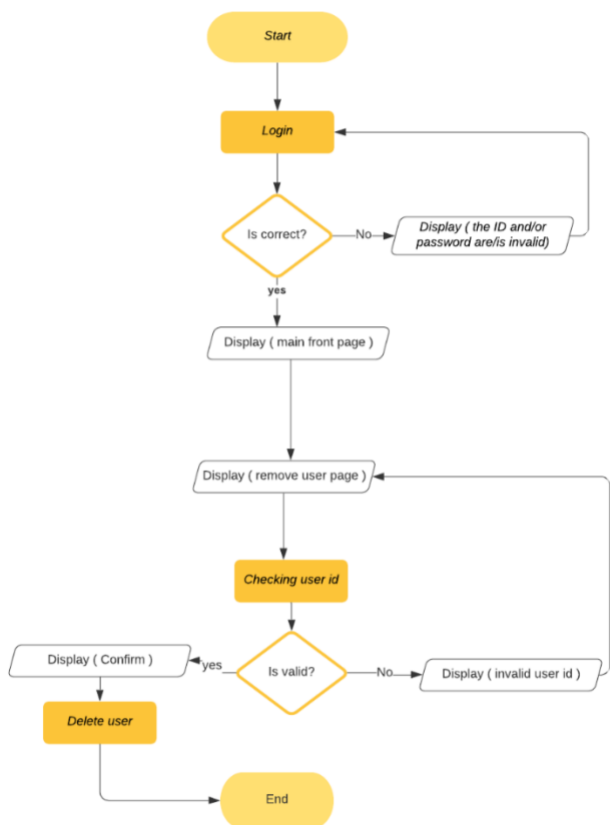 Start
Login
Is correct?
No
Display ( the ID and/or
password are/is invalid)
yes
Display ( main front page )
Display ( remove user page )
Checking user id
Display ( Confirm )
yes
Is valid?
No
Display ( invalid user id )
Delete user
End